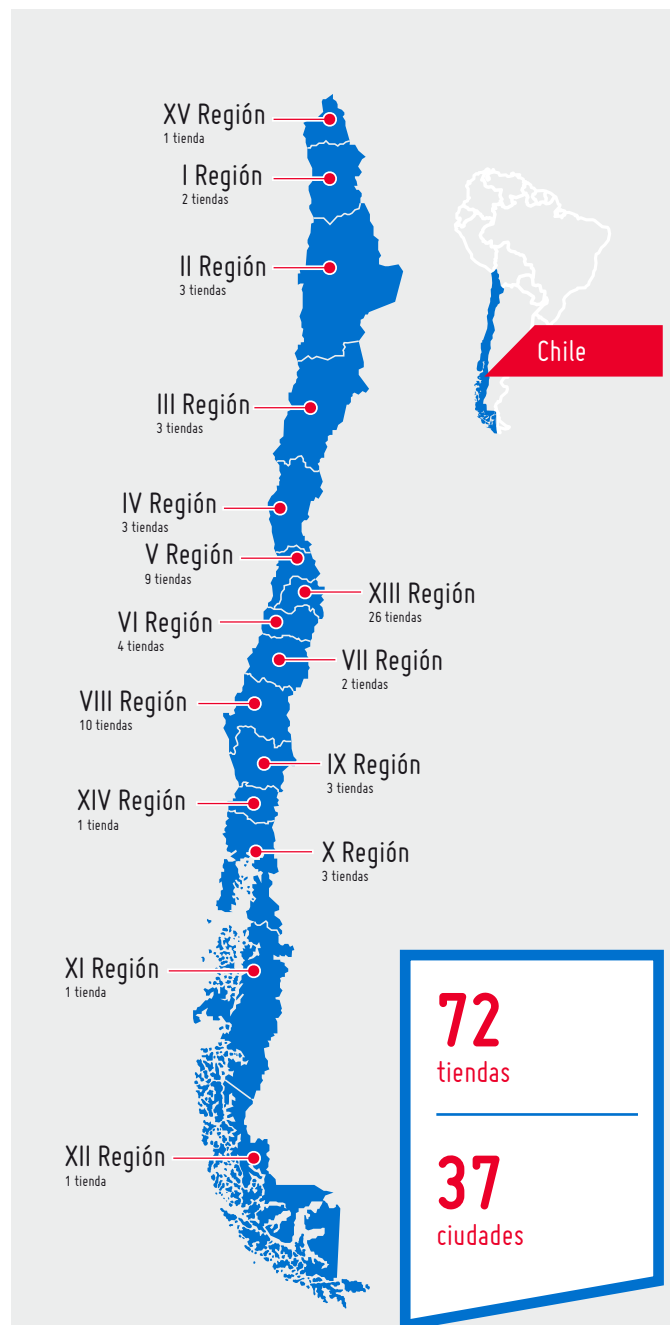 XV Región
1 tienda
I Región
2 tiendas
II Región
3 tiendas
Chile
III Región
3 tiendas
IV Región
3 tiendas
V Región
9 tiendas
XIII Región
26 tiendas
VI Región
4 tiendas
VII Región
2 tiendas
VIII Región
10 tiendas
IX Región
3 tiendas
XIV Región
1 tienda
X Región
3 tiendas
XI Región
1 tienda
72
tiendas
37
ciudades
XII Región
1 tienda